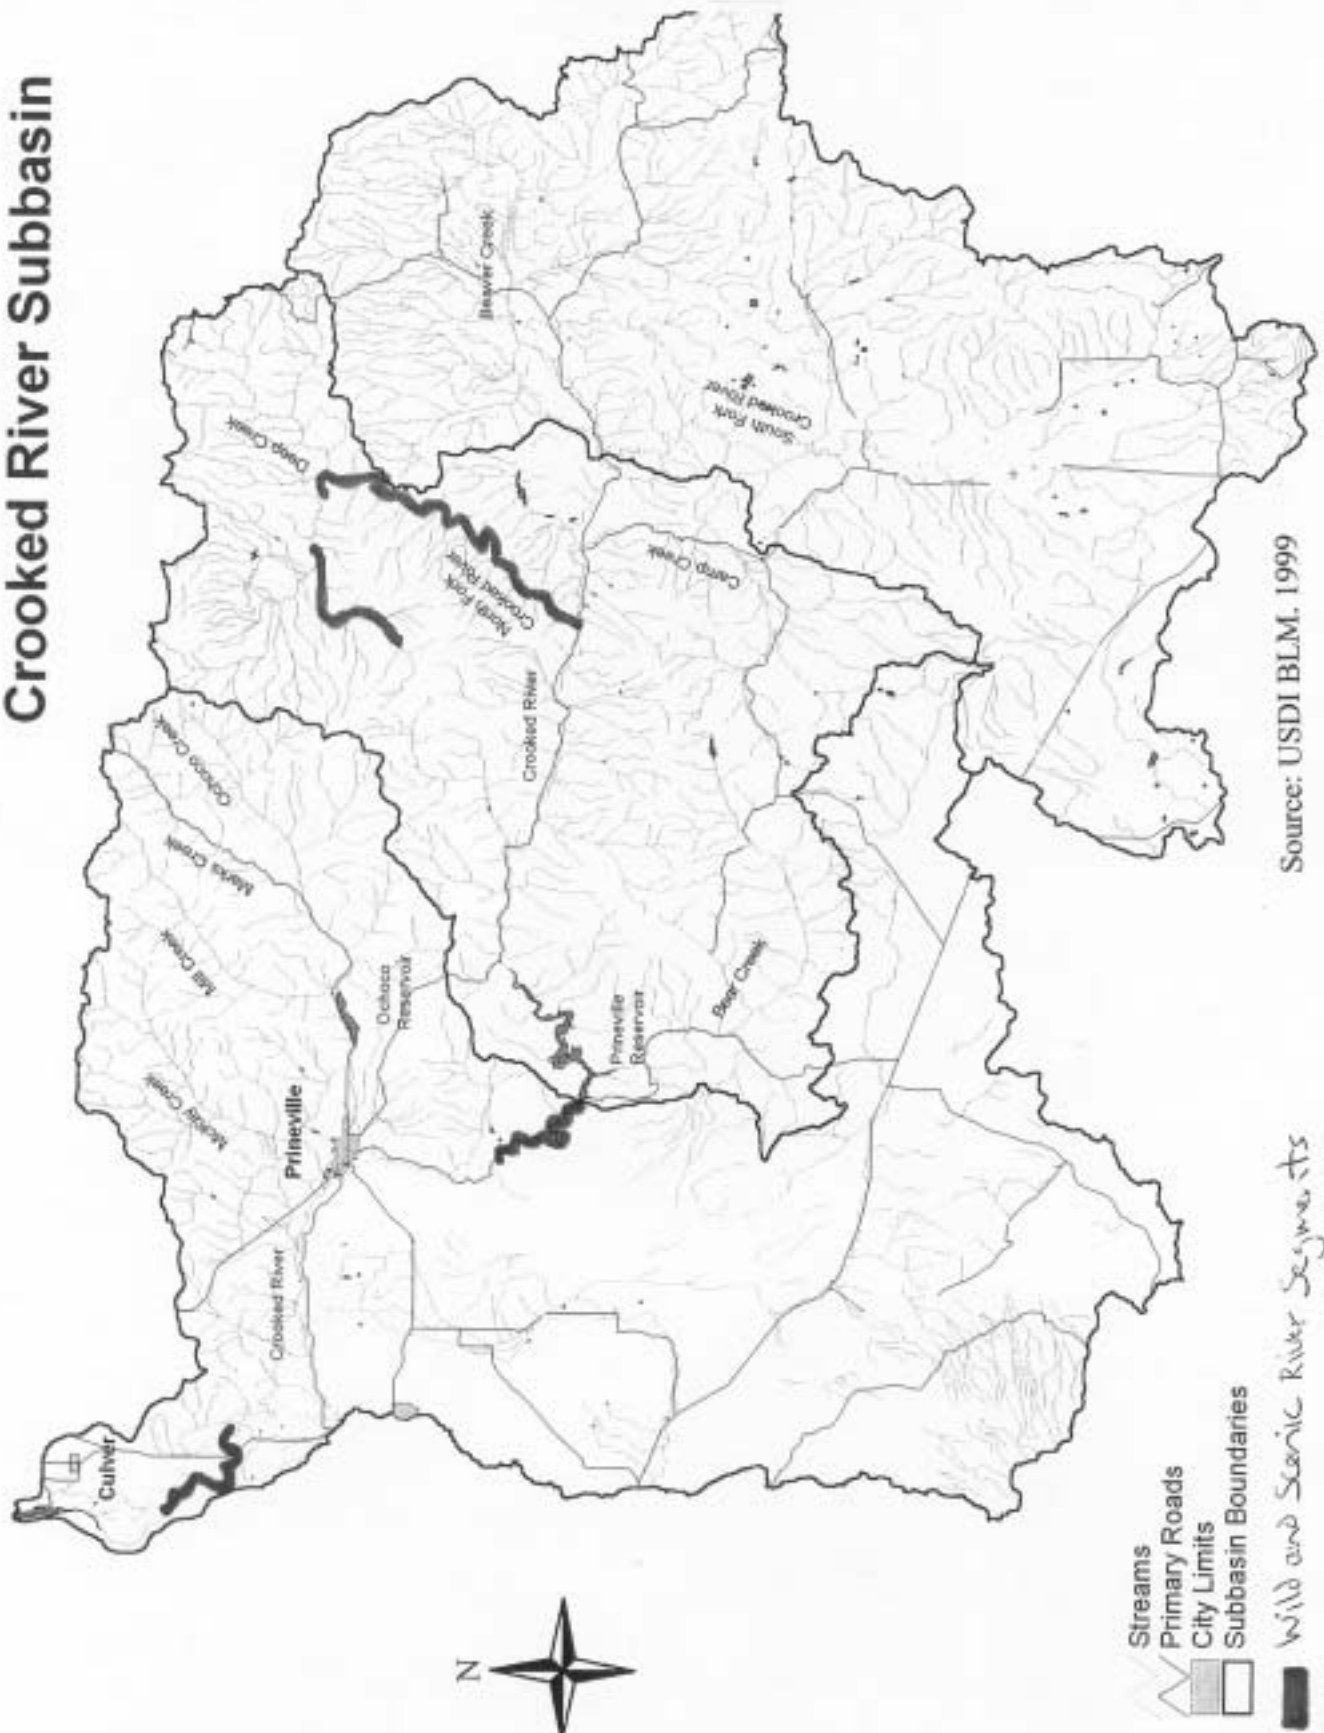 Crooked River Subbasin
Culver
McKay Creek
Mill Creek
Marks Creek
Ochoco Creek
Deep Creek
Beaver Creek
Crooked River
Prineville
Ochoco
Reservoir
North Fork
Crooked River
Crooked River
Camp Creek
South Fork
Crooked River
Prineville
Reservoir
Bear Creek
N
Streams
Primary Roads
City Limits
Subbasin Boundaries
Wild and Scenic River Segments
Source: USDI BLM. 1999